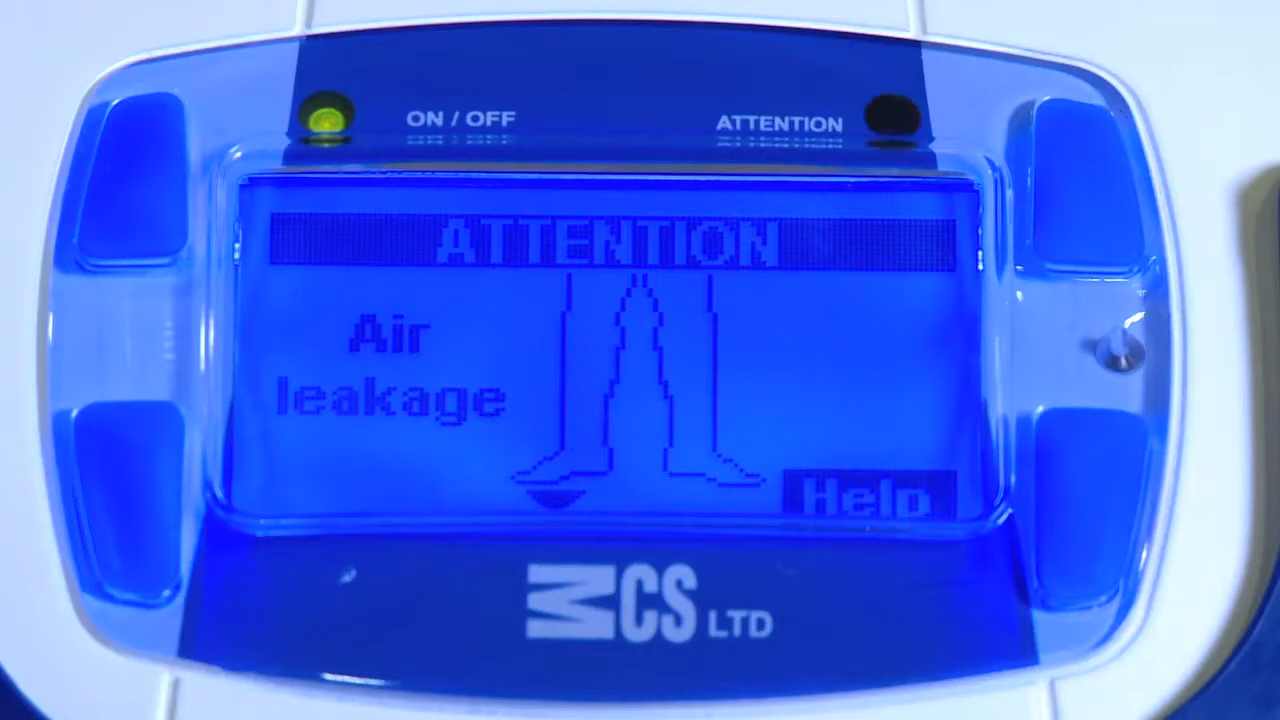 ON / OFF
ATTENTION
ATTENTION
Air
leakage
Help
MCS LTD